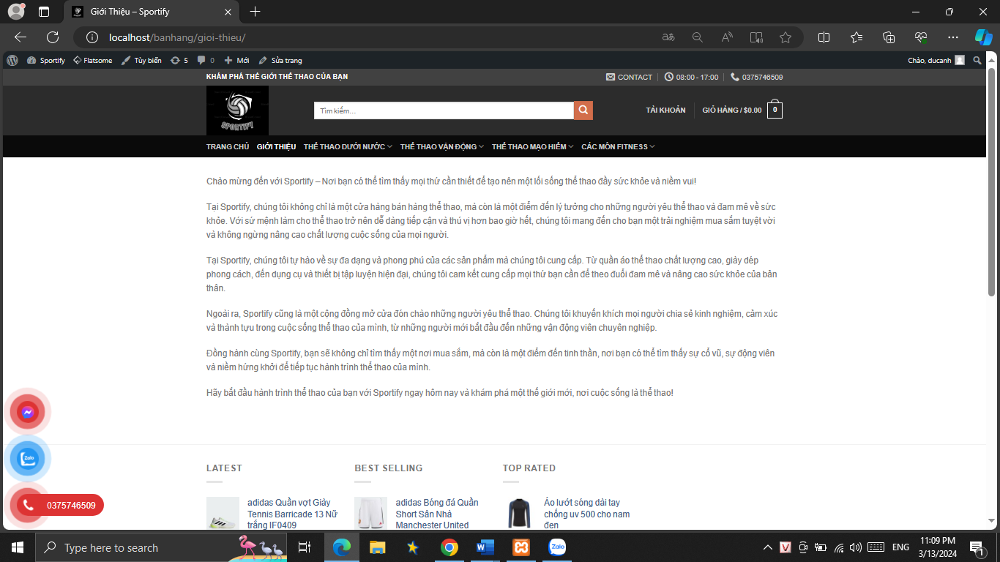 Giới Thiệu – Sportify
localhost/banhang/gioi-thieu/
Sportify
Flatsome
Tùy biến
5
0
Mới
Sửa trang
Chào, ducanh
KHÁM PHÁ THẾ GIỚI THỂ THAO CỦA BẠN
CONTACT
08:00 - 17:00
0375746509
SPORTIFY
Tìm kiếm...
TÀI KHOẢN
GIỎ HÀNG / $0.00
0
TRANG CHỦ
GIỚI THIỆU
THỂ THAO DƯỚI NƯỚC
THỂ THAO VẬN ĐỘNG
THỂ THAO MẠO HIỂM
CÁC MÔN FITNESS
Chào mừng đến với Sportify – Nơi bạn có thể tìm thấy mọi thứ cần thiết để tạo nên một lối sống thể thao đầy sức khỏe và niềm vui!
Tại Sportify, chúng tôi không chỉ là một cửa hàng bán hàng thể thao, mà còn là một điểm đến lý tưởng cho những người yêu thể thao và đam mê về sức
khỏe. Với sứ mệnh làm cho thể thao trở nên dễ dàng tiếp cận và thú vị hơn bao giờ hết, chúng tôi mang đến cho bạn một trải nghiệm mua sắm tuyệt vời
và không ngừng nâng cao chất lượng cuộc sống của mọi người.
Tại Sportify, chúng tôi tự hào về sự đa dạng và phong phú của các sản phẩm mà chúng tôi cung cấp. Từ quần áo thể thao chất lượng cao, giày dép
phong cách, đến dụng cụ và thiết bị tập luyện hiện đại, chúng tôi cam kết cung cấp mọi thứ bạn cần để theo đuổi đam mê và nâng cao sức khỏe của bản
thân.
Ngoài ra, Sportify cũng là một cộng đồng mở cửa đón chào những người yêu thể thao. Chúng tôi khuyến khích mọi người chia sẻ kinh nghiệm, cảm xúc
và thành tựu trong cuộc sống thể thao của mình, từ những người mới bắt đầu đến những vận động viên chuyên nghiệp.
Đồng hành cùng Sportify, bạn sẽ không chỉ tìm thấy một nơi mua sắm, mà còn là một điểm đến tinh thần, nơi bạn có thể tìm thấy sự cổ vũ, sự động viên
và niềm hứng khởi để tiếp tục hành trình thể thao của mình.
Hãy bắt đầu hành trình thể thao của bạn với Sportify ngay hôm nay và khám phá một thế giới mới, nơi cuộc sống là thể thao!
Zalo
0375746509
LATEST
adidas Quần vợt Giày
Tennis Barricade 13 Nữ
trắng IF0409
BEST SELLING
adidas Bóng đá Quần
Short Sân Nhà
Manchester United
TOP RATED
Áo lướt sóng dài tay
chống uv 500 cho nam
đen
Type here to search
Zalo
ENG
11:09 PM
3/13/2024
1